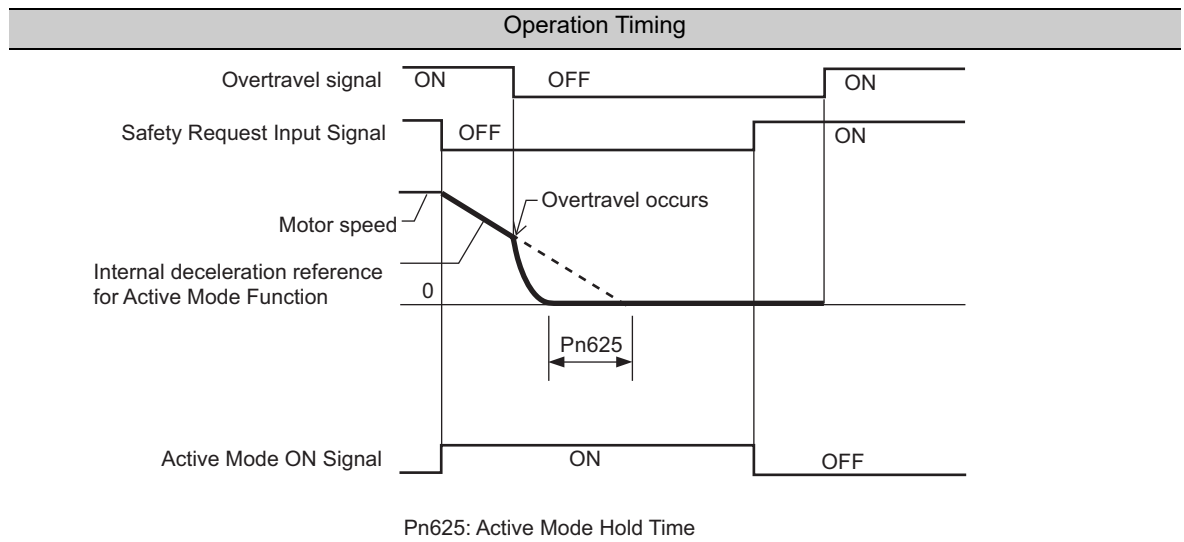 Operation Timing
Overtravel signal ON OFF ON
Safety Request Input Signal OFF ON
Overtravel occurs
Motor speed
Internal deceleration reference
for Active Mode Function 0
Pn625
Active Mode ON Signal ON OFF
Pn625: Active Mode Hold Time